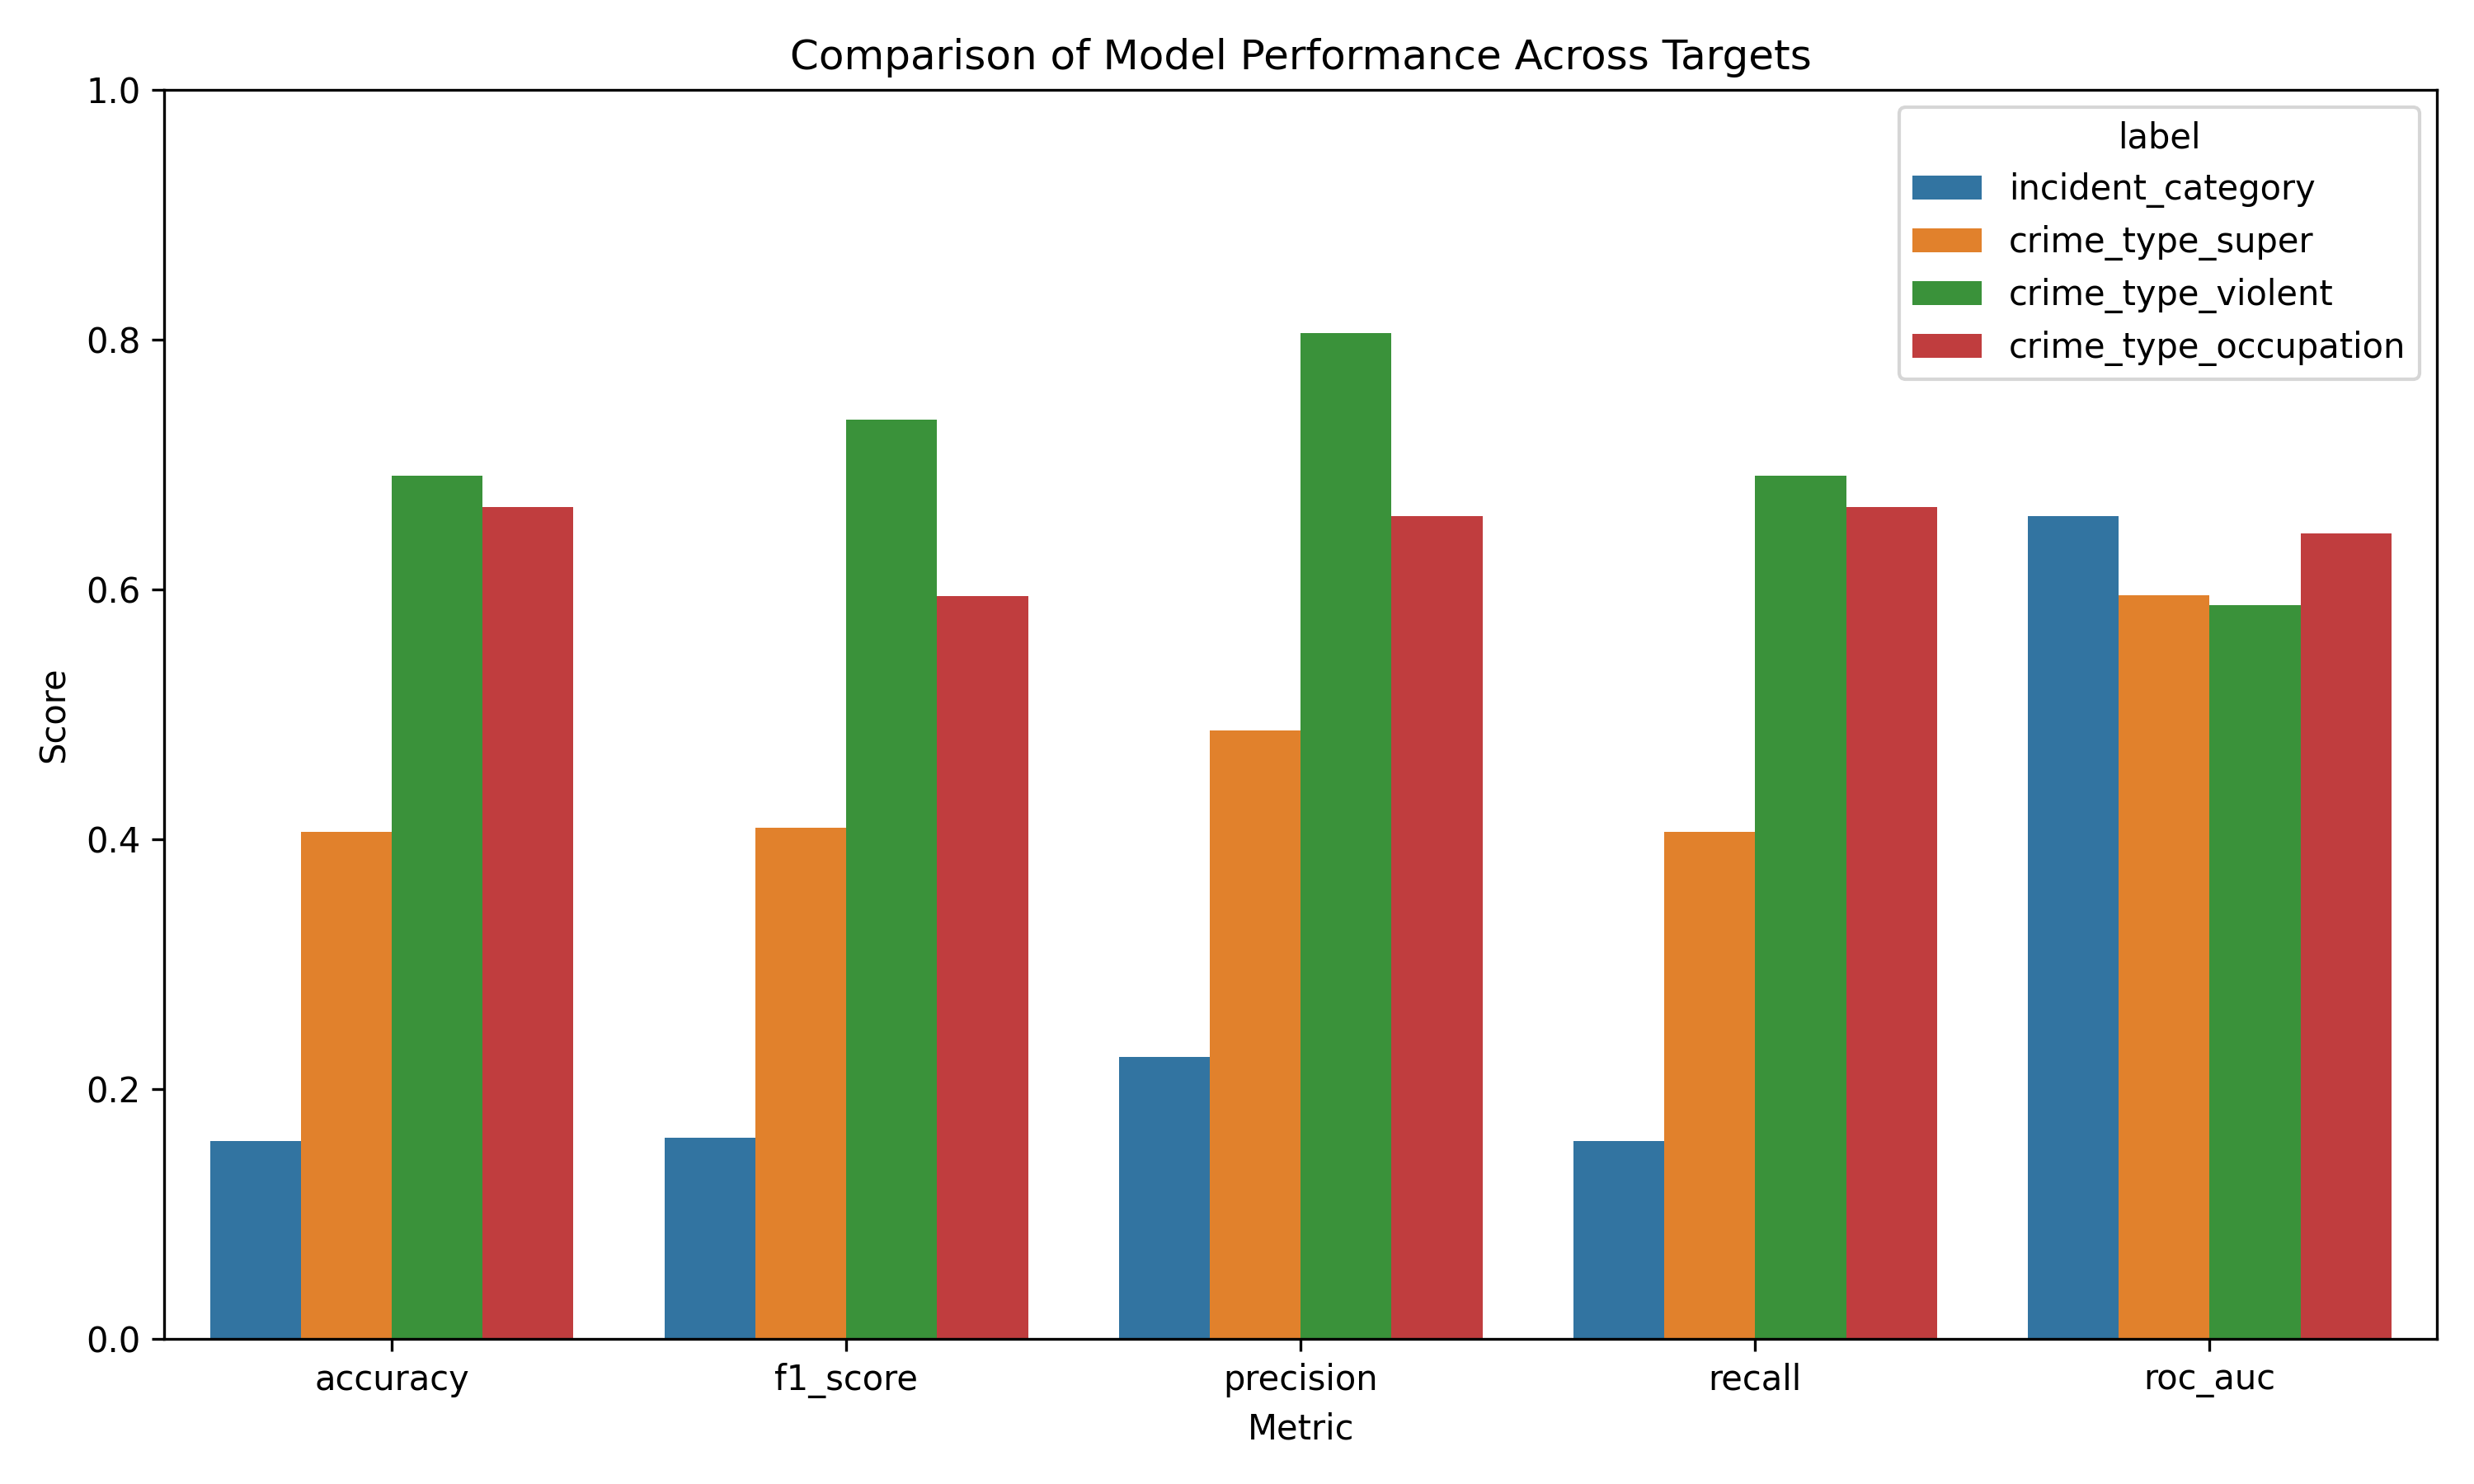 Comparison of Model Performance Across Targets
1.0
0.8
0.6
0.4
0.2
0.0
Score
label
incident_category
crime_type_super
crime_type_violent
crime_type_occupation
accuracy
f1_score
precision
recall
roc_auc
Metric